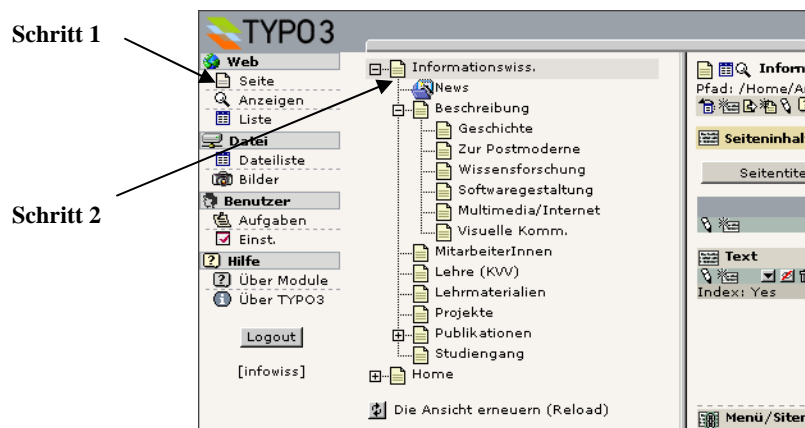 Schritt 1
Schritt 2
TYPO3
Web
Seite
Anzeigen
Liste
Datei
Dateiliste
Bilder
Benutzer
Aufgaben
Einst.
Hilfe
Über Module
Über TYPO3
Logout
[infowiss]
Informationswiss.
News
Beschreibung
Geschichte
Zur Postmoderne
Wissensforschung
Softwaregestaltung
Multimedia/Internet
Visuelle Komm.
MitarbeiterInnen
Lehre (KVV)
Lehrmaterialien
Projekte
Publikationen
Studiengang
Home
Die Ansicht erneuern (Reload)
Inform
Pfad: /Home/A
Seiteninhal
Seitentite
Text
Index: Yes
Menü/Siter